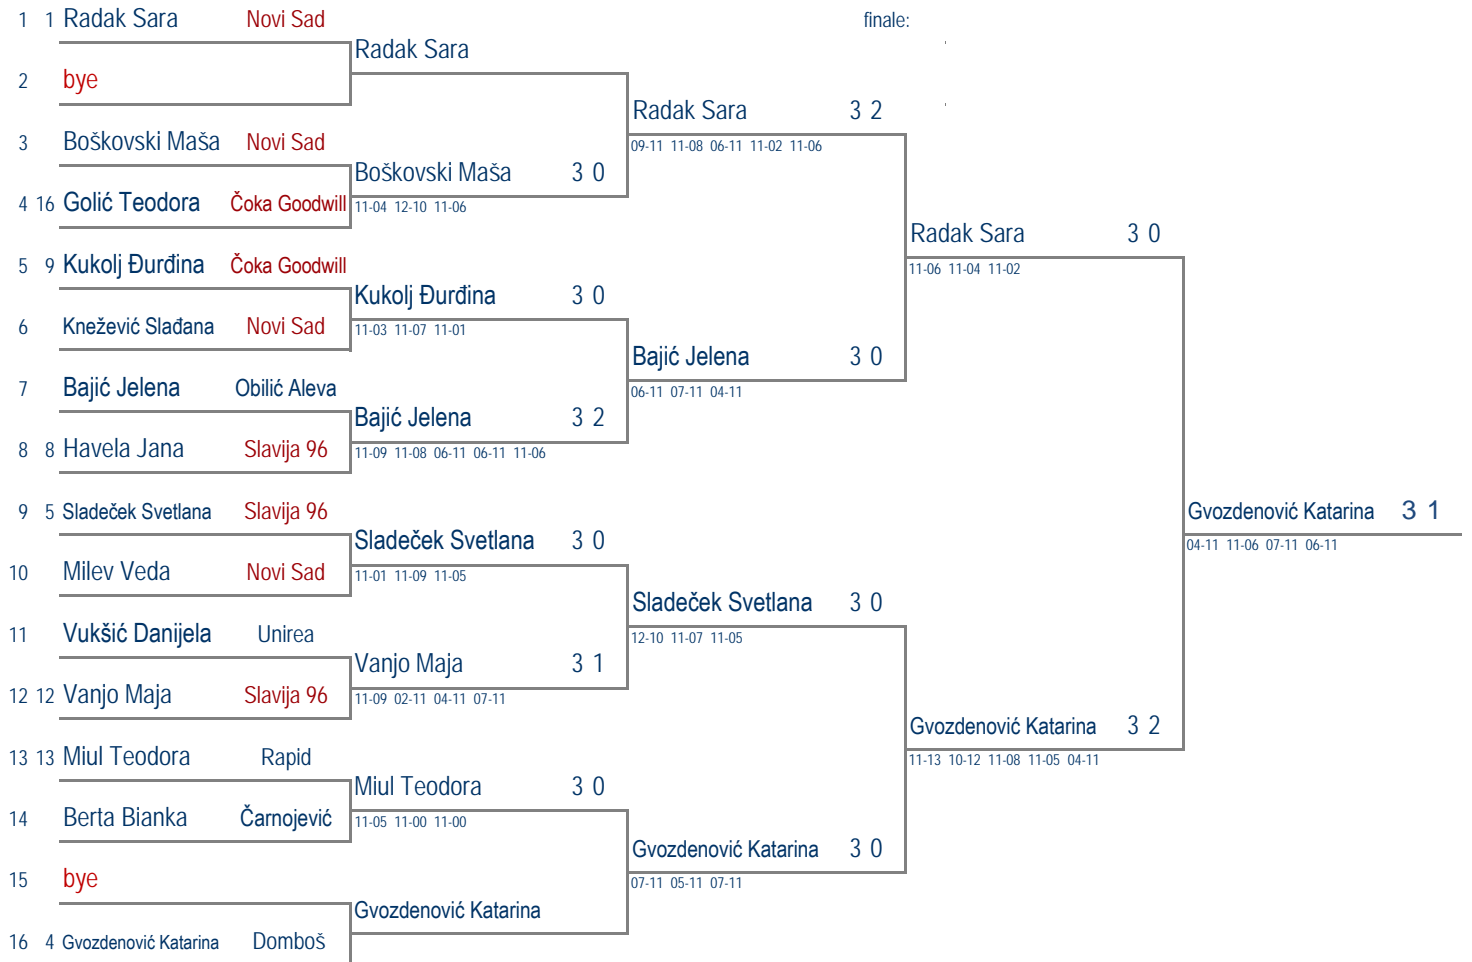 1 1 Radak Sara Novi Sad
finale:
Radak Sara
2 bye
Radak Sara 3 2
3 Boškovski Maša Novi Sad
09-11 11-08 06-11 11-02 11-06
Boškovski Maša 3 0
4 16 Golić Teodora Čoka Goodwill
11-04 12-10 11-06
Radak Sara 3 0
5 9 Kukolj Đurđina Čoka Goodwill
11-06 11-04 11-02
Kukolj Đurđina 3 0
6 Knežević Slađana Novi Sad
11-03 11-07 11-01
Bajić Jelena 3 0
7 Bajić Jelena Obilić Aleva
06-11 07-11 04-11
Bajić Jelena 3 2
8 8 Havela Jana Slavija 96
11-09 11-08 06-11 06-11 11-06
9 5 Sladeček Svetlana Slavija 96
Gvozdenović Katarina 3 1
Sladeček Svetlana 3 0
04-11 11-06 07-11 06-11
10 Milev Veda Novi Sad
11-01 11-09 11-05
Sladeček Svetlana 3 0
11 Vukšić Danijela Unirea
12-10 11-07 11-05
Vanjo Maja 3 1
12 12 Vanjo Maja Slavija 96
11-09 02-11 04-11 07-11
Gvozdenović Katarina 3 2
13 13 Miul Teodora Rapid
11-13 10-12 11-08 11-05 04-11
Miul Teodora 3 0
14 Berta Bianka Čarnojević
11-05 11-00 11-00
Gvozdenović Katarina 3 0
15 bye
07-11 05-11 07-11
Gvozdenović Katarina
16 4 Gvozdenović Katarina Domboš